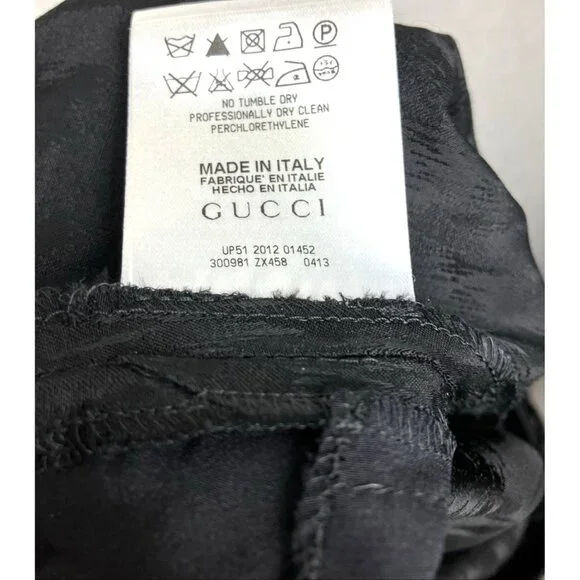 P
NO TUMBLE DRY
PROFESSIONALLY DRY CLEAN
PERCHLORETHYLENE
MADE IN ITALY
FABRIQUE' EN ITALIE
HECHO EN ITALIA
GUCCI
UP51 2012 01452
300981 ZX458 0413